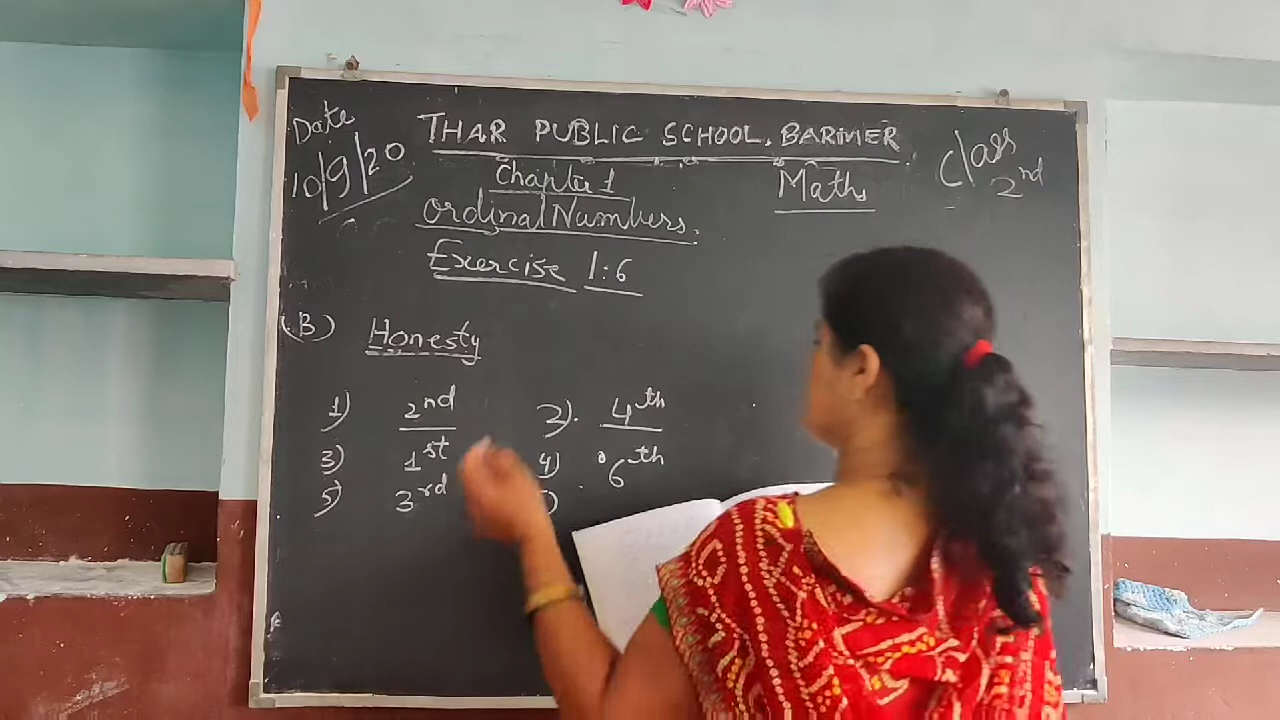 Date
10/9/20
THAR PUBLIC SCHOOL, BARMER
Class
2nd
Chapter 1
Maths
Ordinal Numbers.
Exercise 1:6
(B) Honesty
1) 2nd 2). 4th
3) 1st 4) 6th
5) 3rd